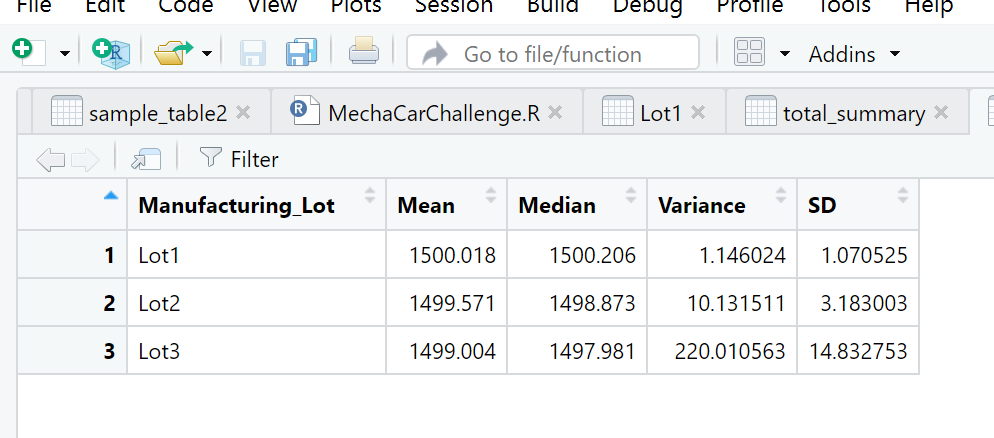 File Edit Code View Plots Session Build Debug Profile Tools Help
Go to file/function Addins
sample_table2 MechaCarChallenge.R Lot1 total_summary
Filter
Manufacturing_Lot Mean Median Variance SD
1 Lot1 1500.018 1500.206 1.146024 1.070525
2 Lot2 1499.571 1498.873 10.131511 3.183003
3 Lot3 1499.004 1497.981 220.010563 14.832753